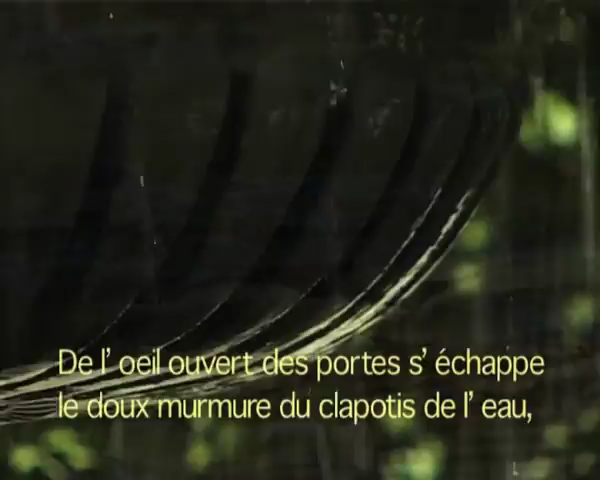 De l' oeil ouvert des portes s' échappe
le doux murmure du clapotis de l' eau,